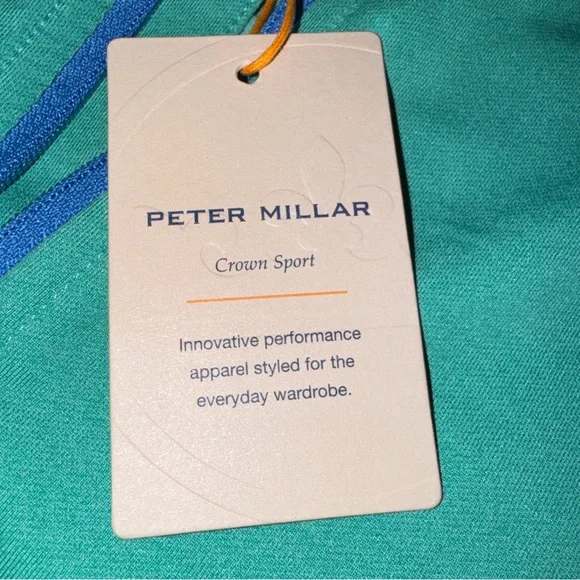 PETER MILLAR
Crown Sport
Innovative performance
apparel styled for the
everyday wardrobe.